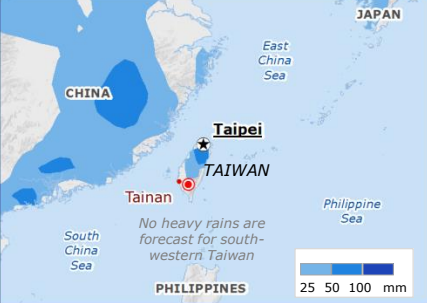 JAPAN
East
China
Sea
CHINA
Taipei
TAIWAN
Tainan
Philippine
Sea
No heavy rains are
forecast for south-
western Taiwan
South
China
Sea
PHILIPPINES
25 50 100 mm